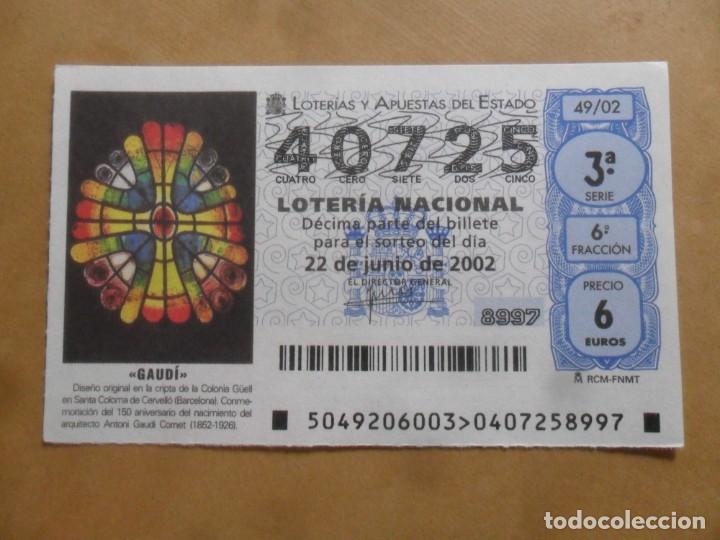 LOTERÍAS Y APUESTAS DEL ESTADO
40725
CUATRO CERO SIETE DOS CINCO
LOTERÍA NACIONAL
Décima parte del billete
para el sorteo del día
22 de junio de 2002
EL DIRECTOR GENERAL
8997
49/02
3ª
SERIE
6ª
FRACCIÓN
PRECIO
6
EUROS
M RCM-FNMT
5049206003>0407258997
«GAUDÍ»
Diseño original en la cripta de la Colonia Güell
en Santa Coloma de Cervelló (Barcelona). Conme-
moración del 150 aniversario del nacimiento del
arquitecto Antoni Gaudí Cornet (1852-1926).
todocoleccion
todocoleccion.net